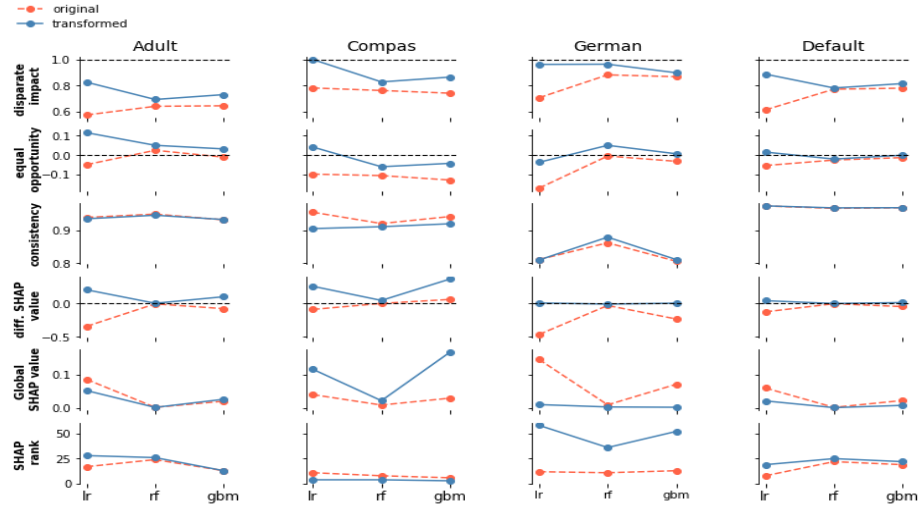 original
transformed
Adult Compas German Default
disparate impact
1.0
0.8
0.6
equal opportunity
0.1
0.0
−0.1
consistency
0.9
0.8
diff. SHAP value
0.0
−0.5
Global SHAP value
0.1
0.0
SHAP rank
50
25
0
lr rf gbm lr rf gbm lr rf gbm lr rf gbm